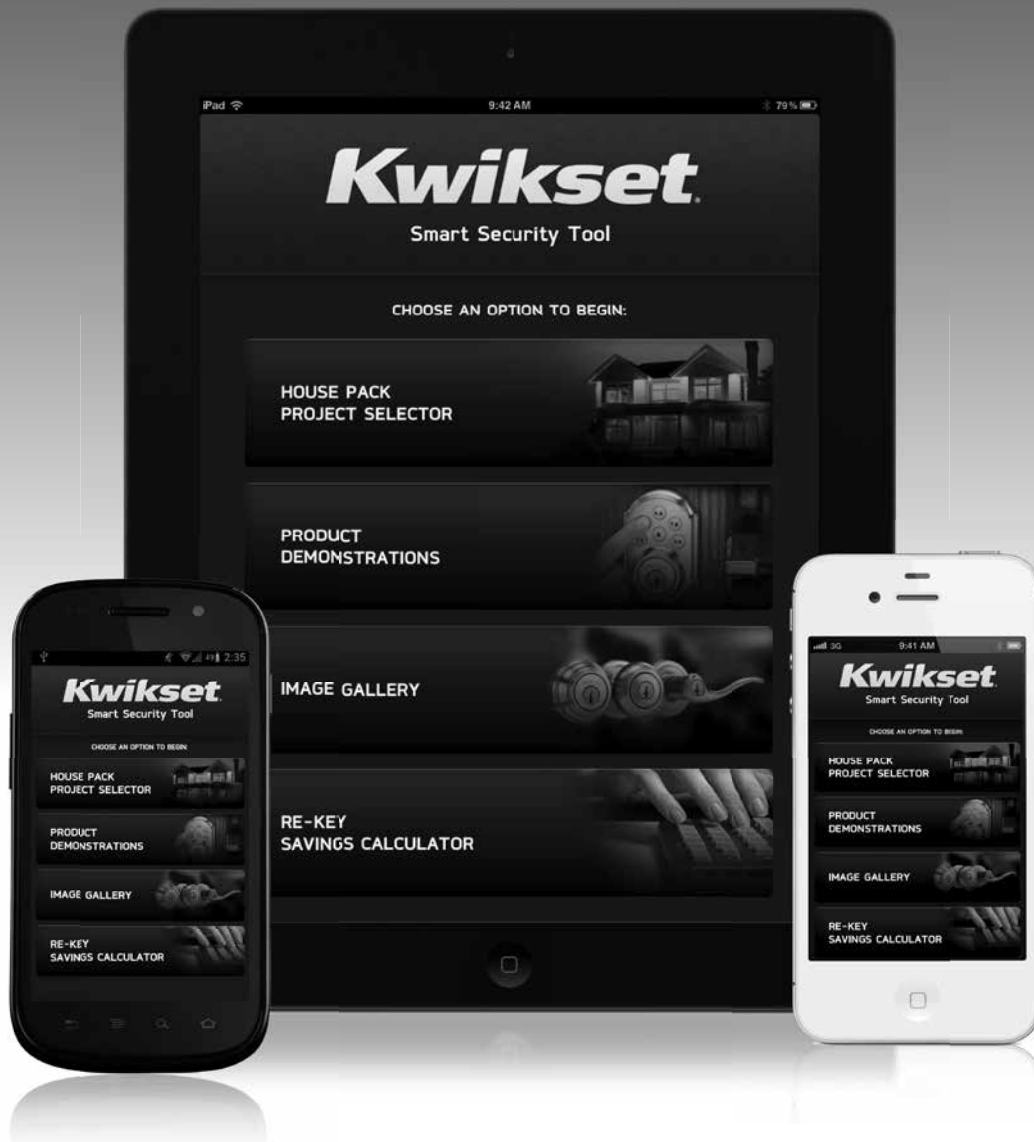 iPad
9:42 AM
79%
Kwikset
Smart Security Tool
CHOOSE AN OPTION TO BEGIN:
HOUSE PACK
PROJECT SELECTOR
PRODUCT
DEMONSTRATIONS
IMAGE GALLERY
RE-KEY
SAVINGS CALCULATOR
2:35
Kwikset
Smart Security Tool
CHOOSE AN OPTION TO BEGIN:
HOUSE PACK
PROJECT SELECTOR
PRODUCT
DEMONSTRATIONS
IMAGE GALLERY
RE-KEY
SAVINGS CALCULATOR
3G
9:41 AM
Kwikset
Smart Security Tool
CHOOSE AN OPTION TO BEGIN:
HOUSE PACK
PROJECT SELECTOR
PRODUCT
DEMONSTRATIONS
IMAGE GALLERY
RE-KEY
SAVINGS CALCULATOR